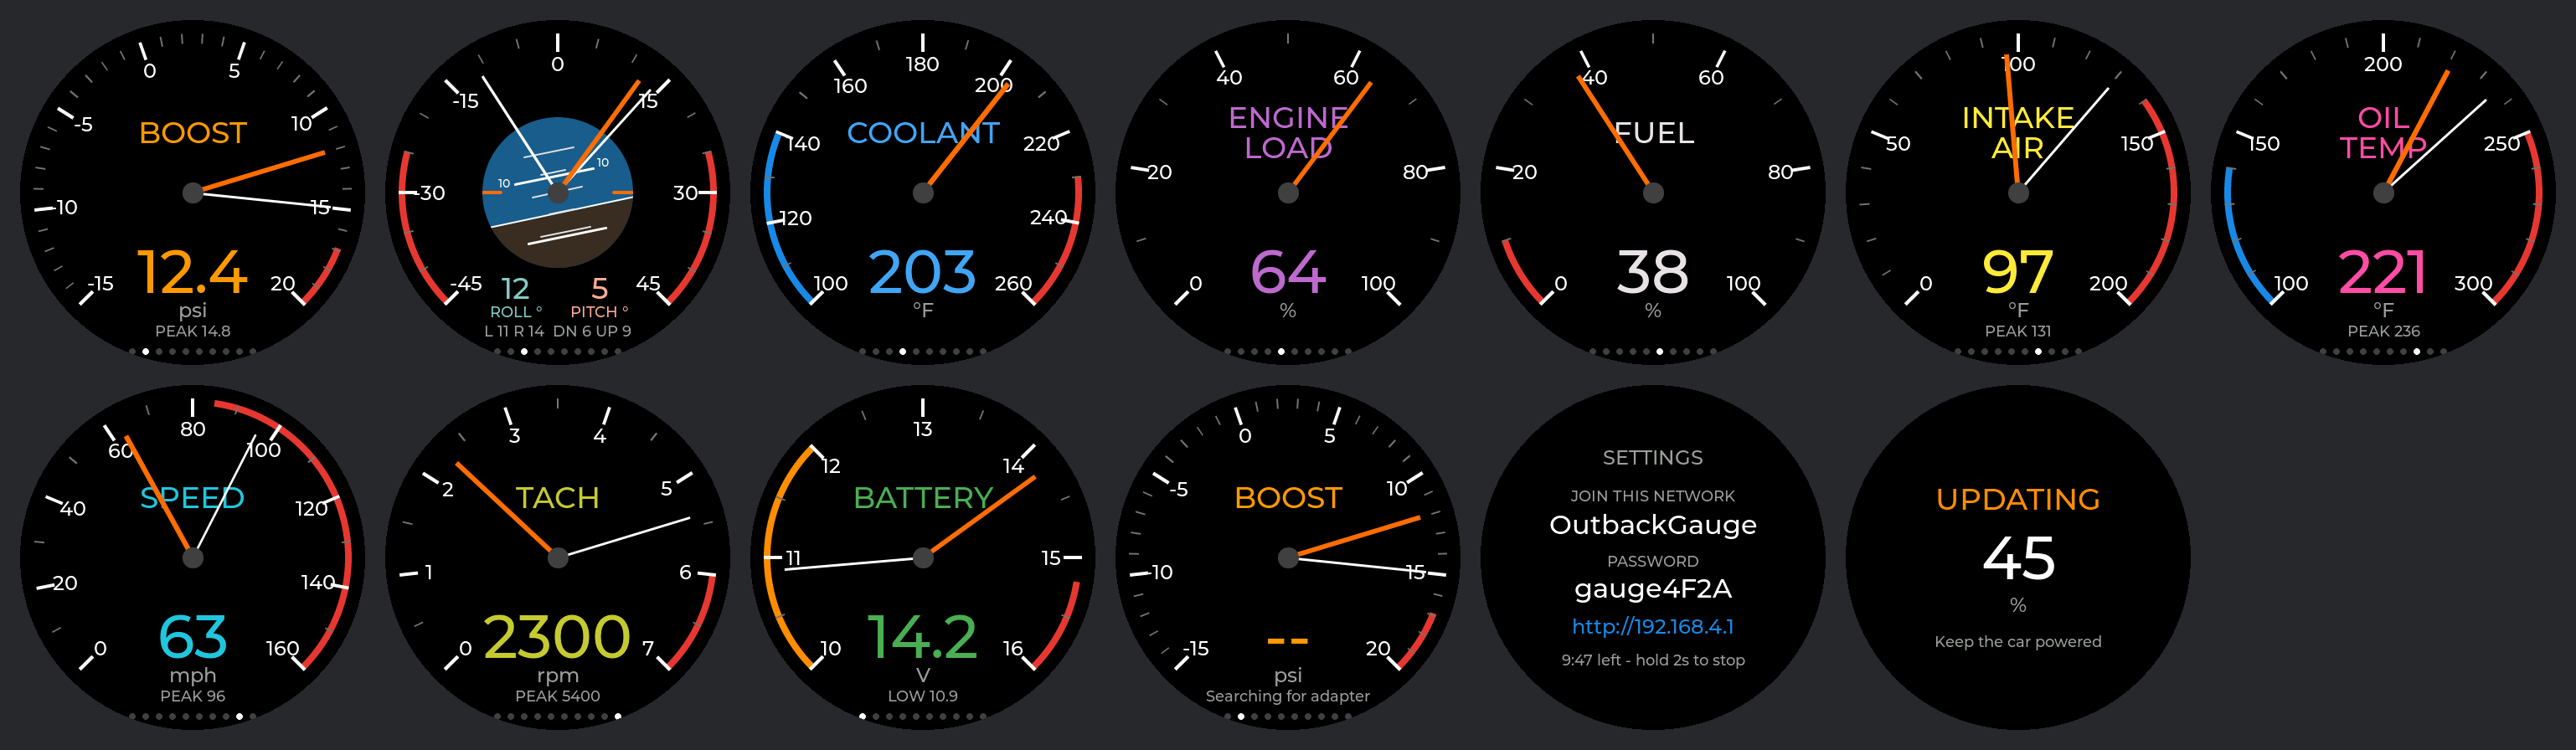 0 5
-5 10
BOOST
-10 15
12.4
-15 20
psi
PEAK 14.8
0
-15 15
10
10
-30 30
-45 45
12 5
ROLL ° PITCH °
L 11 R 14 DN 6 UP 9
180
160 200
COOLANT
140 220
120 240
203
100 260
°F
40 60
ENGINE
LOAD
20 80
64
0 100
%
40 60
FUEL
20 80
38
0 100
%
100
INTAKE
AIR
50 150
97
0 200
°F
PEAK 131
200
OIL
TEMP
150 250
221
100 300
°F
PEAK 236
80
60 100
SPEED
40 120
20 140
63
0 160
mph
PEAK 96
3 4
2 5
TACH
1 6
2300
0 7
rpm
PEAK 5400
13
12 14
BATTERY
11 15
14.2
10 16
V
LOW 10.9
0 5
-5 10
BOOST
-10 15
--
-15 20
psi
Searching for adapter
SETTINGS
JOIN THIS NETWORK
OutbackGauge
PASSWORD
gauge4F2A
http://192.168.4.1
9:47 left - hold 2s to stop
UPDATING
45
%
Keep the car powered